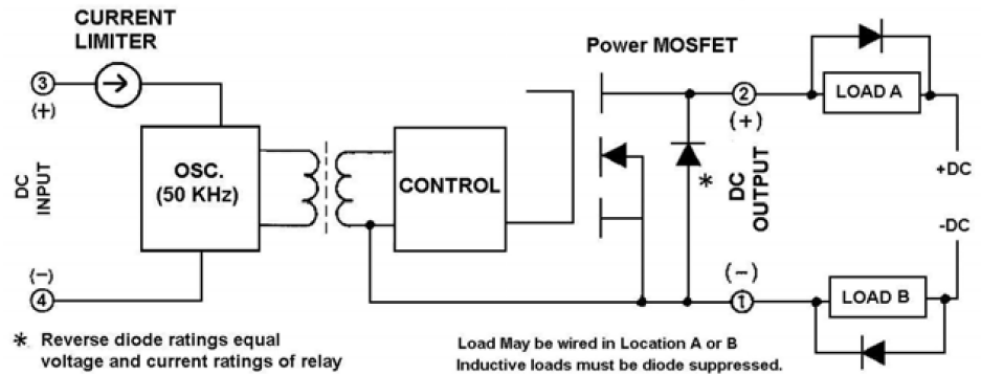 CURRENT
LIMITER
Power MOSFET
3
(+)
2
(+)
LOAD A
DC
INPUT
OSC.
(50 KHz)
CONTROL
*
DC
OUTPUT
+DC
-DC
(-)
4
(-)
1
LOAD B
* Reverse diode ratings equal
voltage and current ratings of relay
Load May be wired in Location A or B
Inductive loads must be diode suppressed.